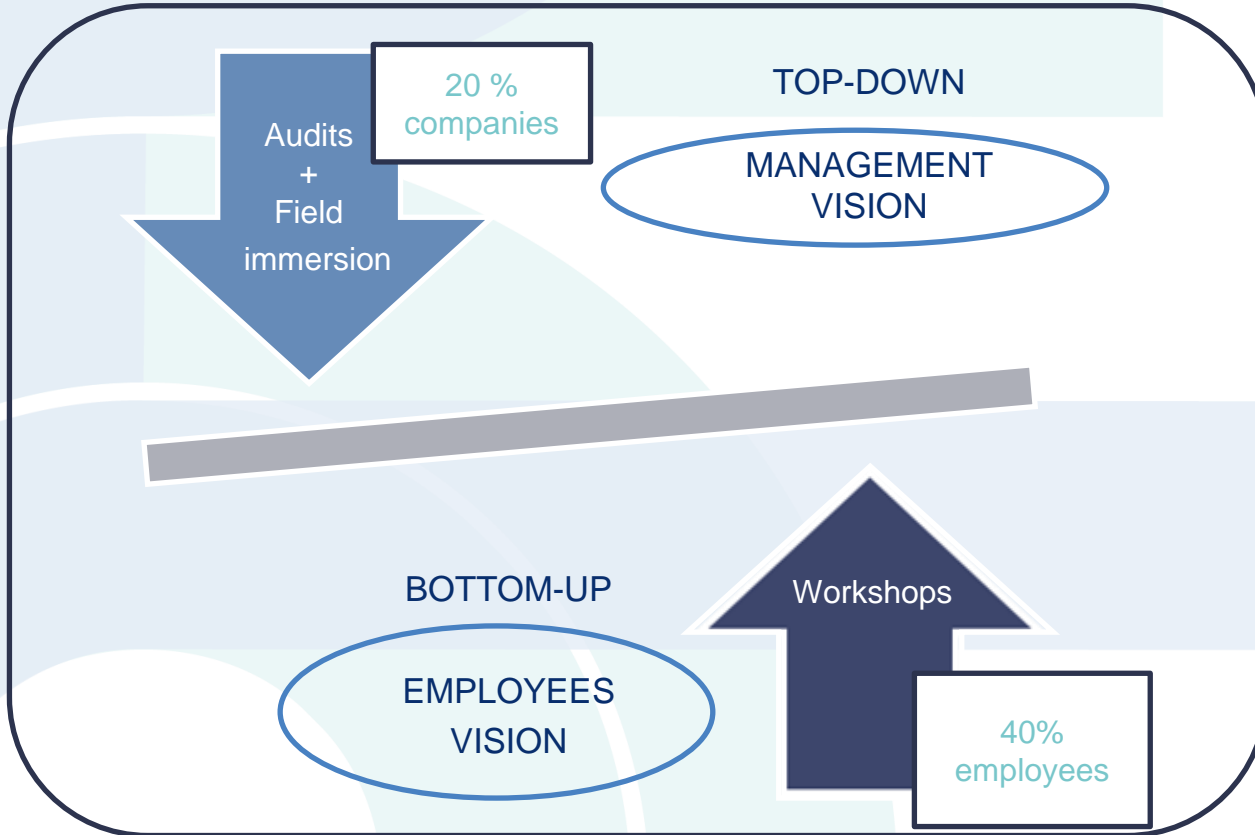 20 %
companies
Audits
+
Field
immersion
TOP-DOWN
MANAGEMENT
VISION
BOTTOM-UP
EMPLOYEES
VISION
Workshops
40%
employees